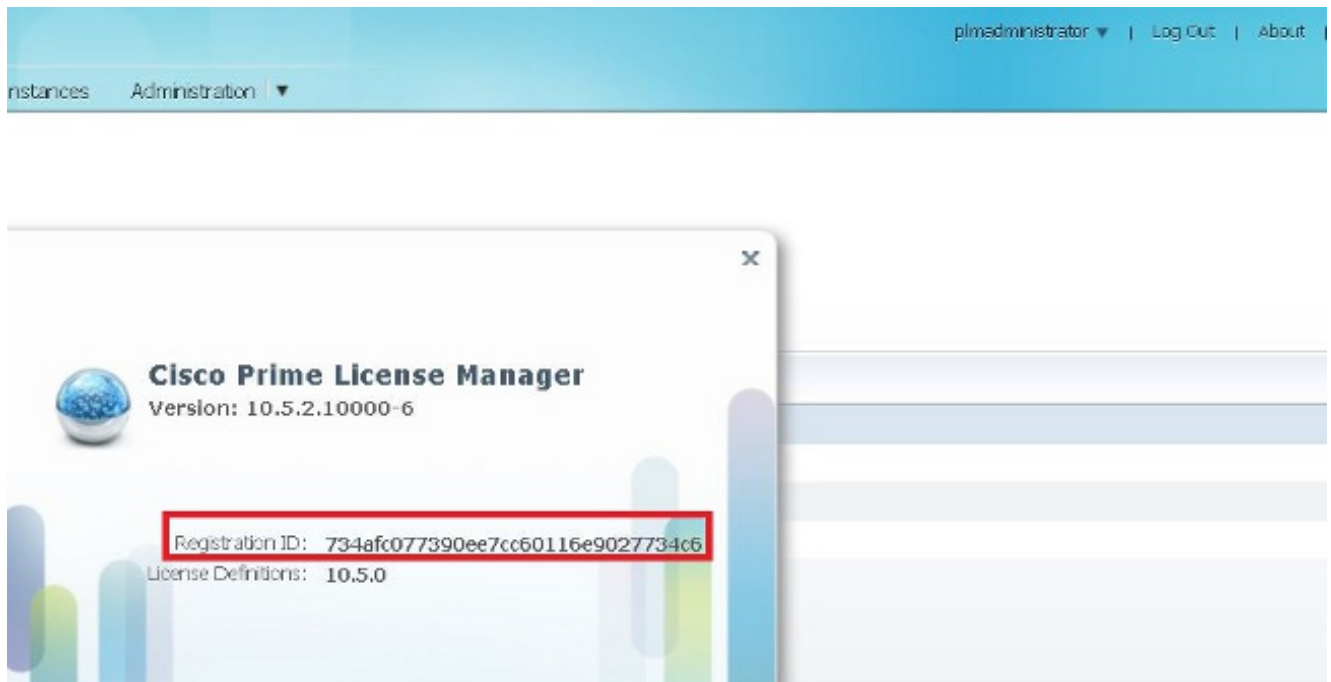 plmadministrator ▼ | Log Out | About |
nstances Administration ▼
x
Cisco Prime License Manager
Version: 10.5.2.10000-6
Registration ID: 734afc077390ee7cc60116e9027734c6
License Definitions: 10.5.0